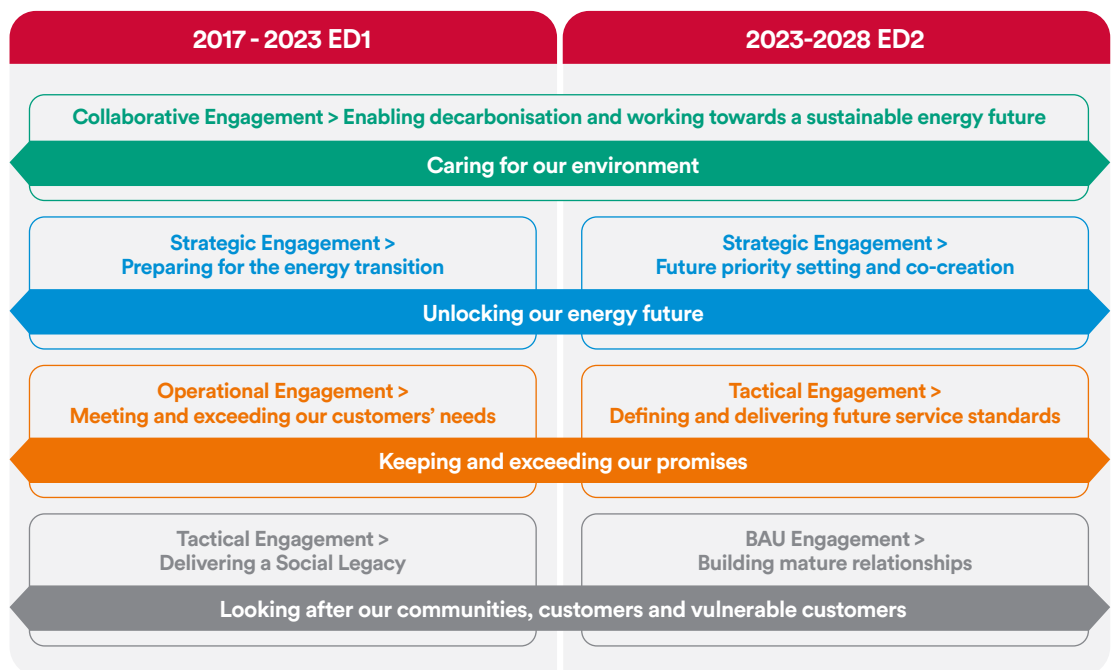 2017 - 2023 ED1
2023-2028 ED2
Collaborative Engagement > Enabling decarbonisation and working towards a sustainable energy future
Caring for our environment
Strategic Engagement >
Preparing for the energy transition
Strategic Engagement >
Future priority setting and co-creation
Unlocking our energy future
Operational Engagement >
Meeting and exceeding our customers’ needs
Tactical Engagement >
Defining and delivering future service standards
Keeping and exceeding our promises
Tactical Engagement >
Delivering a Social Legacy
BAU Engagement >
Building mature relationships
Looking after our communities, customers and vulnerable customers